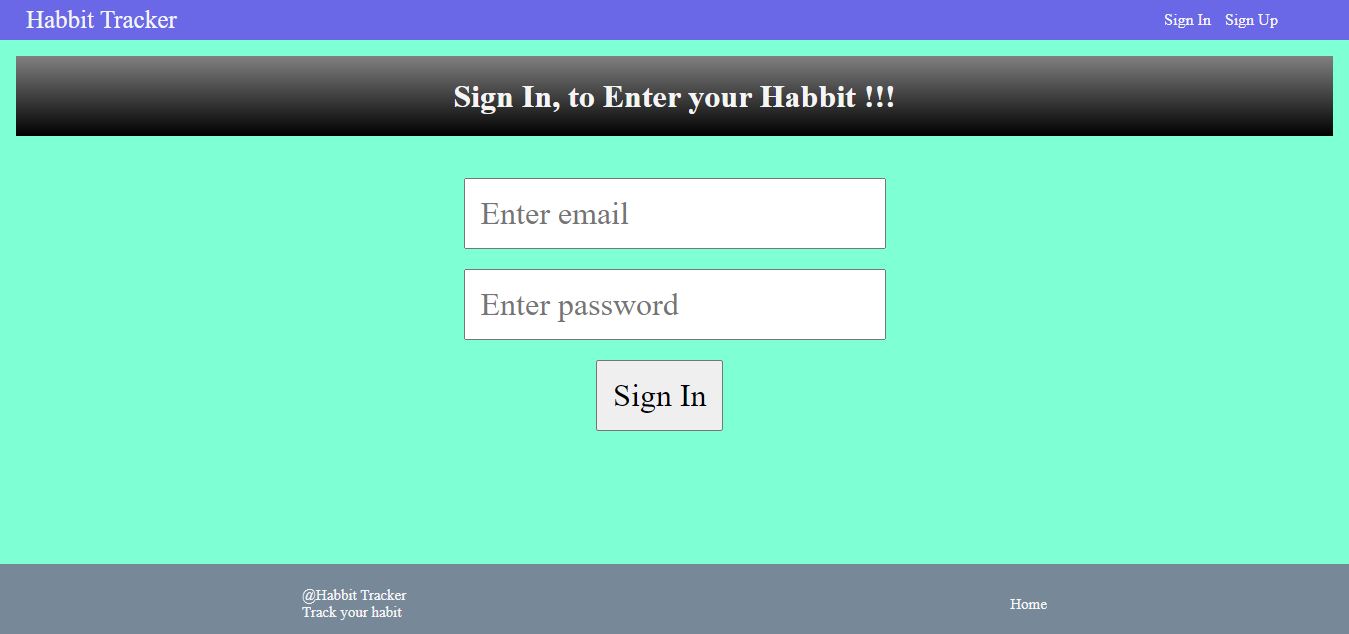 Habbit Tracker
Sign In
Sign Up
Sign In, to Enter your Habbit !!!
Enter email
Enter password
Sign In
@Habbit Tracker
Track your habit
Home